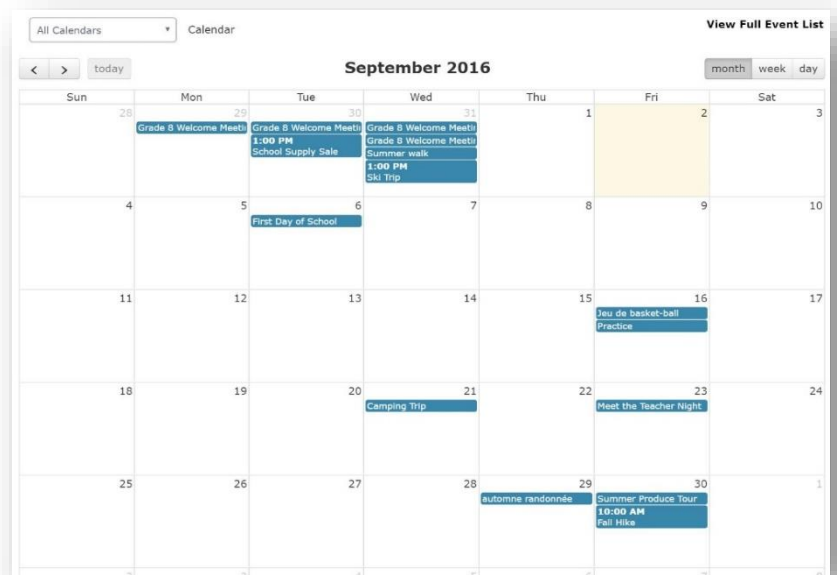 All Calendars
Calendar
View Full Event List
today
September 2016
month week day
Sun Mon Tue Wed Thu Fri Sat
28 29 30 31 1 2 3
Grade 8 Welcome Meetin Grade 8 Welcome Meetin Grade 8 Welcome Meetin
1:00 PM Grade 8 Welcome Meetin
School Supply Sale Summer walk
1:00 PM
Ski Trip
4 5 6 7 8 9 10
First Day of School
11 12 13 14 15 16 17
Jeu de basket-ball
Practice
18 19 20 21 22 23 24
Camping Trip Meet the Teacher Night
25 26 27 28 29 30 1
automne randonnée Summer Produce Tour
10:00 AM
Fall Hike